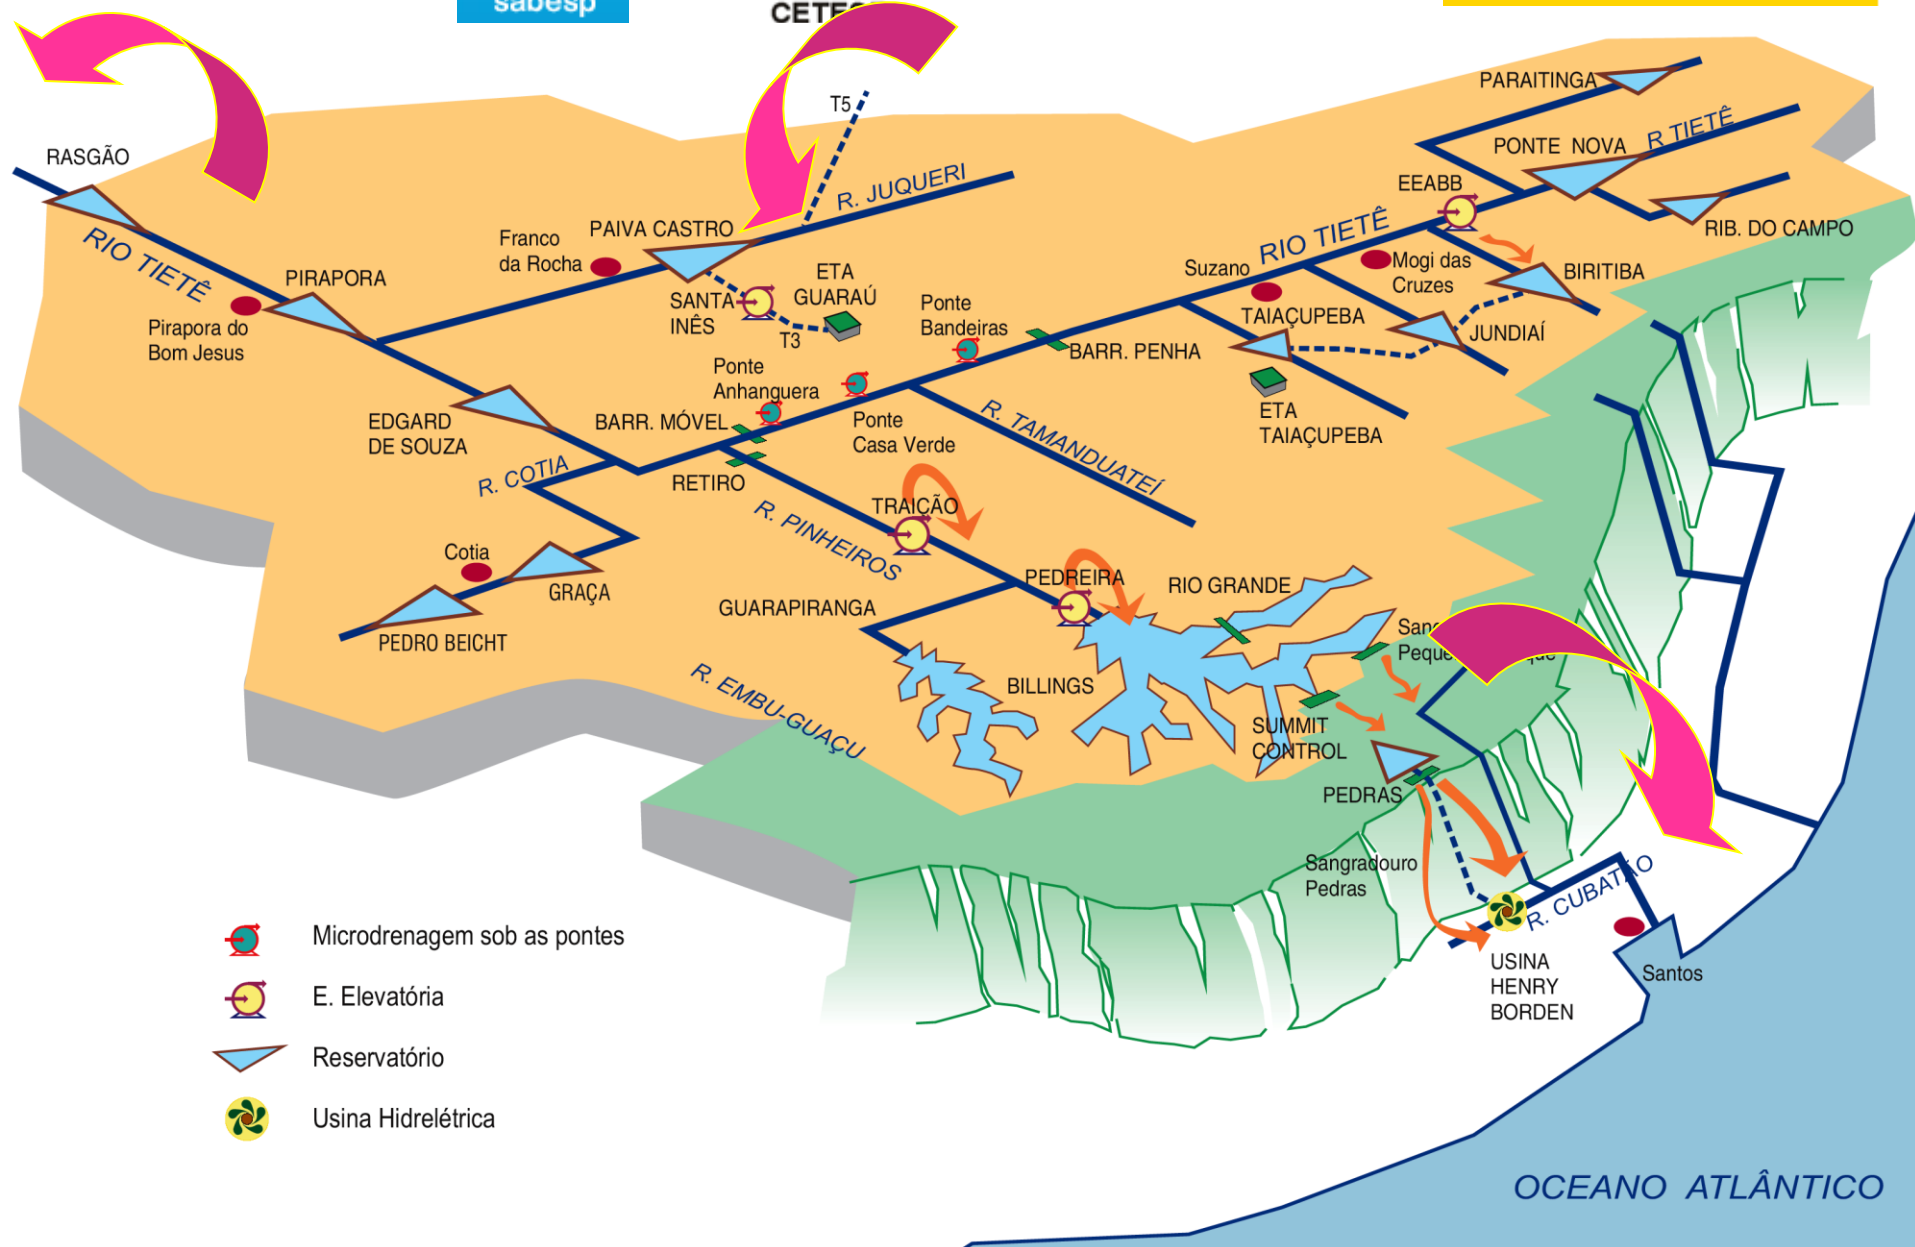 sabesp
T5
PARAITINGA
R TIETÊ
PONTE NOVA
RASGÃO
EEABB
R. JUQUERI
RIB. DO CAMPO
PAIVA CASTRO
Franco
da Rocha
RIO TIETÊ
RIO TIETÊ
Mogi das
Cruzes
BIRITIBA
Suzano
PIRAPORA
ETA
GUARAÚ
SANTA
INÊS
T3
Ponte
Bandeiras
TAIAÇUPEBA
JUNDIAÍ
Pirapora do
Bom Jesus
BARR. PENHA
Ponte
Anhanguera
EDGARD
DE SOUZA
BARR. MÓVEL
Ponte
Casa Verde
R. TAMANDUATEÍ
ETA
TAIAÇUPEBA
R. COTIA
RETIRO
TRAIÇÃO
R. PINHEIROS
Cotia
GRAÇA
PEDREIRA
RIO GRANDE
GUARAPIRANGA
PEDRO BEICHT
R. EMBU-GUAÇU
BILLINGS
SUMMIT
CONTROL
PEDRAS
Sangradouro
Pedras
R. CUBATÃO
USINA
HENRY
BORDEN
Santos
Microdrenagem sob as pontes
E. Elevatória
Reservatório
Usina Hidrelétrica
OCEANO ATLÂNTICO